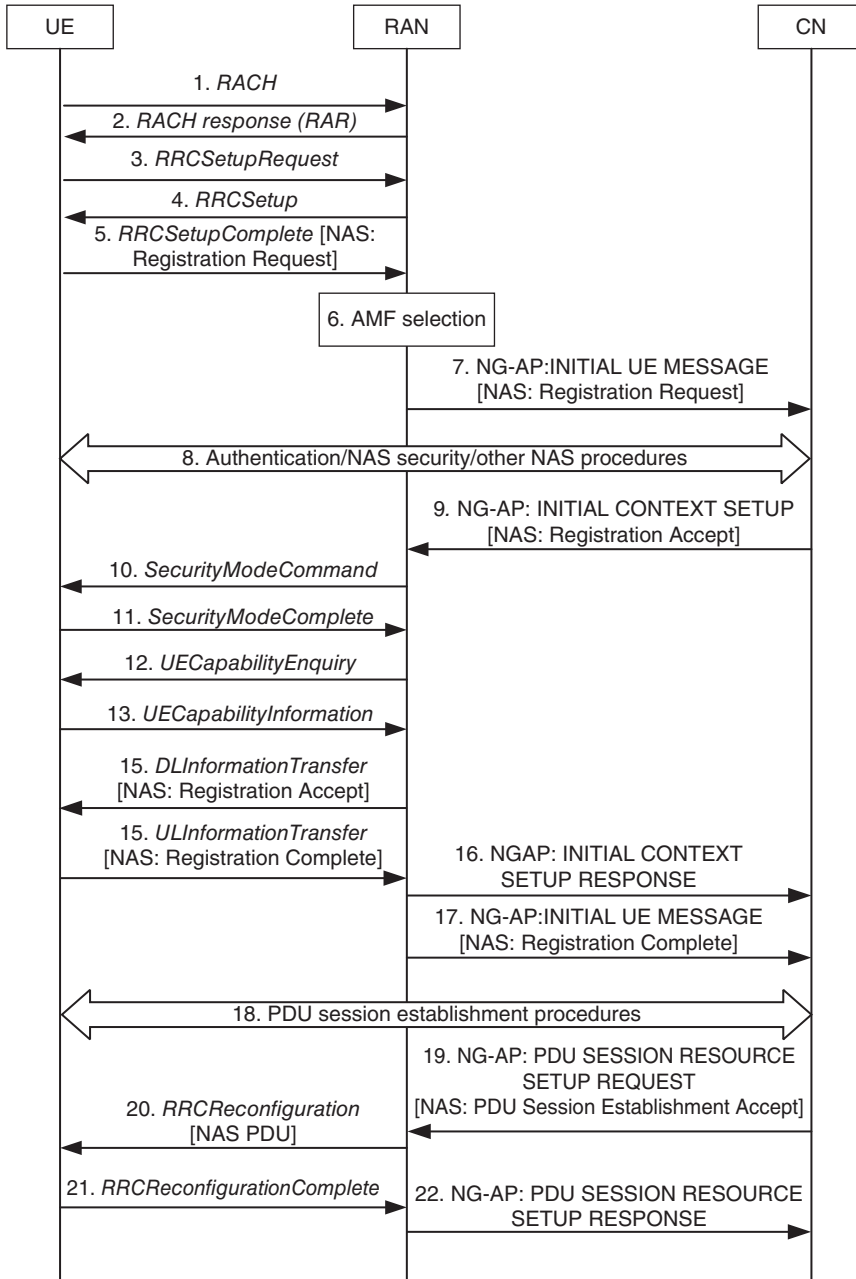 UE
RAN
CN
1. RACH
2. RACH response (RAR)
3. RRCSetupRequest
4. RRCSetup
5. RRCSetupComplete [NAS:
Registration Request]
6. AMF selection
7. NG-AP:INITIAL UE MESSAGE
[NAS: Registration Request]
8. Authentication/NAS security/other NAS procedures
9. NG-AP: INITIAL CONTEXT SETUP
[NAS: Registration Accept]
10. SecurityModeCommand
11. SecurityModeComplete
12. UECapabilityEnquiry
13. UECapabilityInformation
15. DLInformationTransfer
[NAS: Registration Accept]
15. ULInformationTransfer
[NAS: Registration Complete]
16. NGAP: INITIAL CONTEXT
SETUP RESPONSE
17. NG-AP:INITIAL UE MESSAGE
[NAS: Registration Complete]
18. PDU session establishment procedures
19. NG-AP: PDU SESSION RESOURCE
SETUP REQUEST
[NAS: PDU Session Establishment Accept]
20. RRCReconfiguration
[NAS PDU]
21. RRCReconfigurationComplete
22. NG-AP: PDU SESSION RESOURCE
SETUP RESPONSE